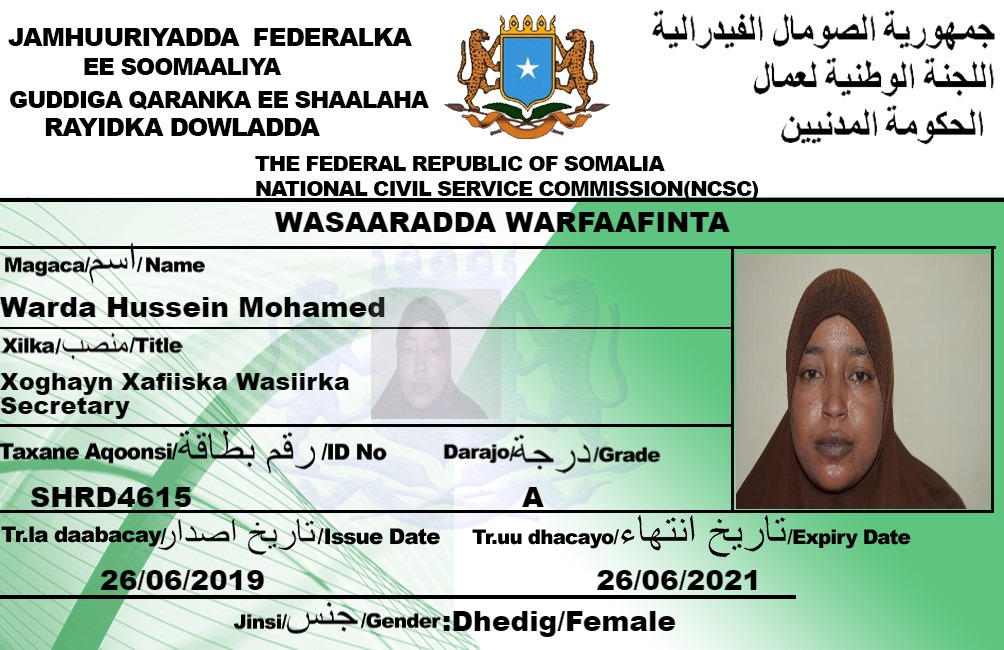 JAMHUURIYADDA FEDERALKA
EE SOOMAALIYA
GUDDIGA QARANKA EE SHAALAHA
RAYIDKA DOWLADDA
جمهورية الصومال الفيدرالية
اللجنة الوطنية لعمال
الحكومة المدنيين
THE FEDERAL REPUBLIC OF SOMALIA
NATIONAL CIVIL SERVICE COMMISSION(NCSC)
WASAARADDA WARFAAFINTA
Magaca/اسم/Name
Warda Hussein Mohamed
Xilka/منصب/Title
Xoghayn Xafiiska Wasiirka
Secretary
Taxane Aqoonsi/رقم بطاقة/ID No
Darajo/درجة/Grade
SHRD4615
A
Tr.la daabacay/تاريخ اصدار/Issue Date
Tr.uu dhacayo/تاريخ انتهاء/Expiry Date
26/06/2019
26/06/2021
Jinsi/جنس/Gender:Dhedig/Female